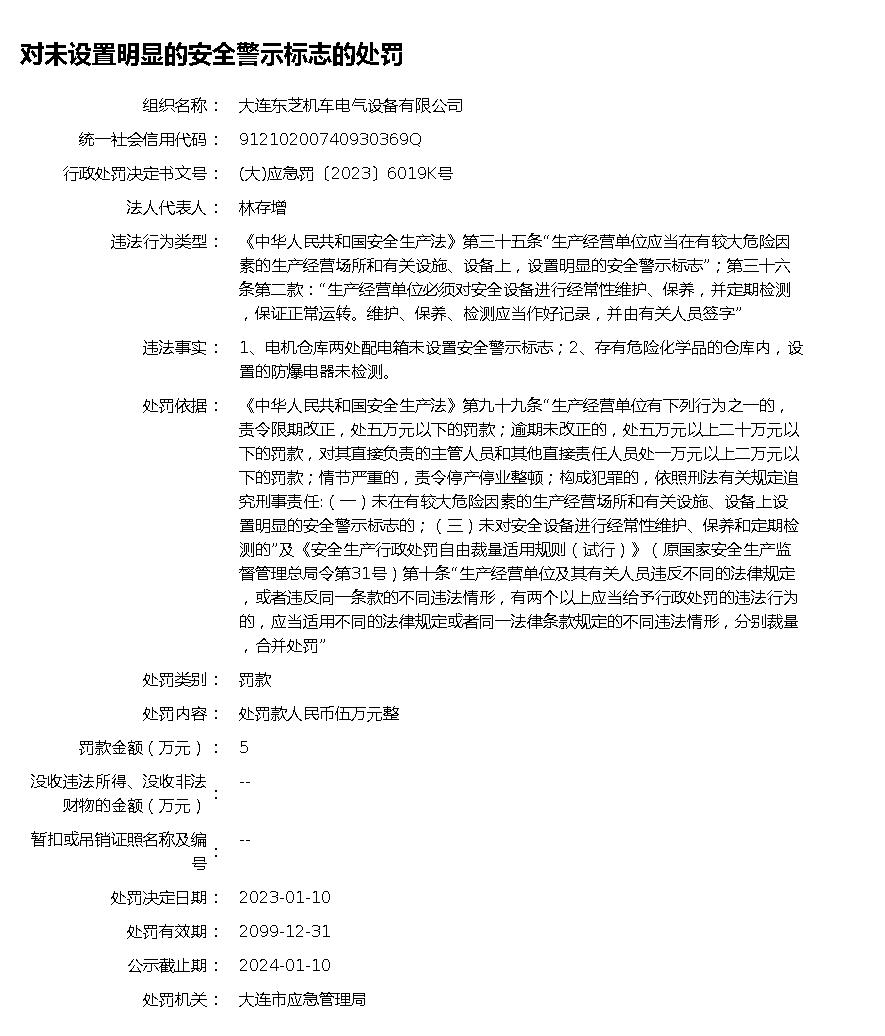 对未设置明显的安全警示标志的处罚
组织名称： 大连东芝机车电气设备有限公司
统一社会信用代码： 91210200740930369Q
行政处罚决定书文号： (大)应急罚〔2023〕6019K号
法人代表人： 林存增
违法行为类型： 《中华人民共和国安全生产法》第三十五条“生产经营单位应当在有较大危险因
素的生产经营场所和有关设施、设备上，设置明显的安全警示标志”；第三十六
条第二款：“生产经营单位必须对安全设备进行经常性维护、保养，并定期检测
，保证正常运转。维护、保养、检测应当作好记录，并由有关人员签字”
违法事实： 1、电机仓库两处配电箱未设置安全警示标志；2、存有危险化学品的仓库内，设
置的防爆电器未检测。
处罚依据： 《中华人民共和国安全生产法》第九十九条“生产经营单位有下列行为之一的，
责令限期改正，处五万元以下的罚款；逾期未改正的，处五万元以上二十万元以
下的罚款，对其直接负责的主管人员和其他直接责任人员处一万元以上二万元以
下的罚款；情节严重的，责令停产停业整顿；构成犯罪的，依照刑法有关规定追
究刑事责任:（一）未在有较大危险因素的生产经营场所和有关设施、设备上设
置明显的安全警示标志的；（三）未对安全设备进行经常性维护、保养和定期检
测的”及《安全生产行政处罚自由裁量适用规则（试行）》（原国家安全生产监
督管理总局令第31号）第十条“生产经营单位及其有关人员违反不同的法律规定
，或者违反同一条款的不同违法情形，有两个以上应当给予行政处罚的违法行为
的，应当适用不同的法律规定或者同一法律条款规定的不同违法情形，分别裁量
，合并处罚”
处罚类别： 罚款
处罚内容： 处罚款人民币伍万元整
罚款金额（万元）： 5
没收违法所得、没收非法
财物的金额（万元）： --
暂扣或吊销证照名称及编
号： --
处罚决定日期： 2023-01-10
处罚有效期： 2099-12-31
公示截止期： 2024-01-10
处罚机关： 大连市应急管理局